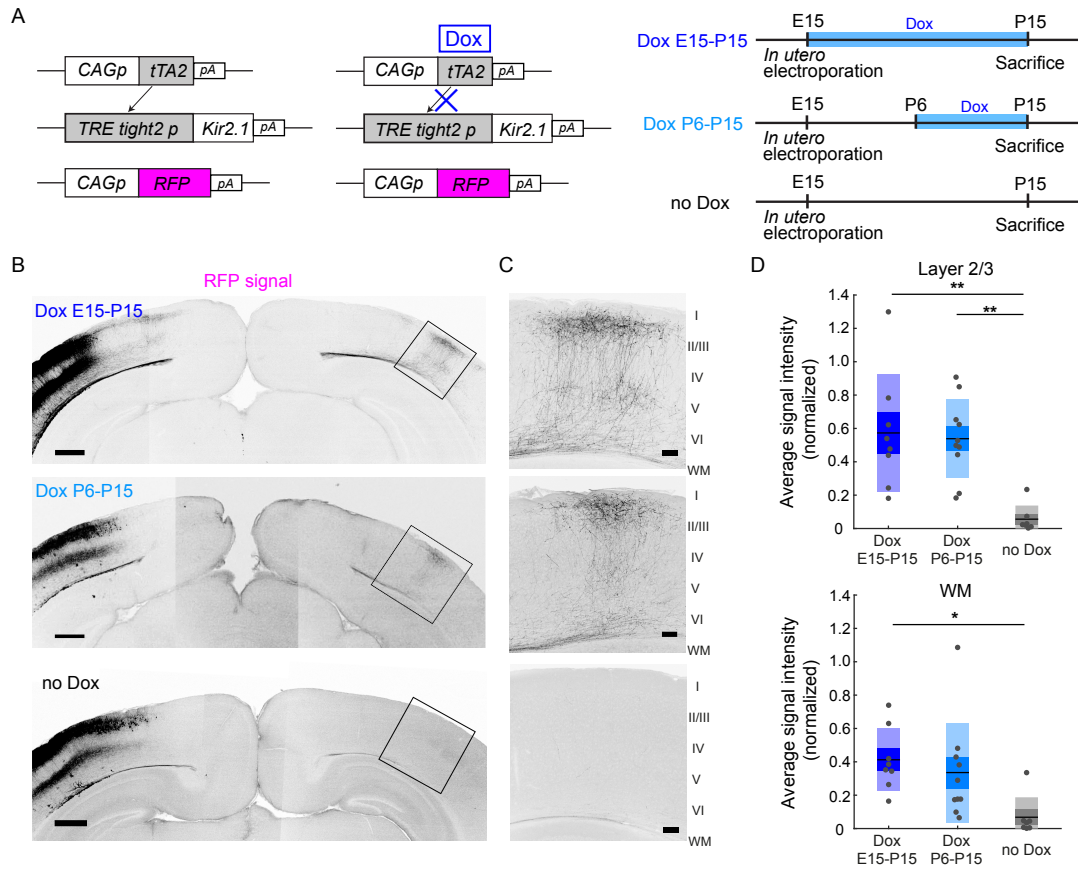 A
CAGp tTA2 pA
TRE tight2 p Kir2.1 pA
CAGp RFP pA
Dox
CAGp tTA2 pA
TRE tight2 p Kir2.1 pA
CAGp RFP pA
Dox E15-P15
E15 Dox P15
In utero
electroporation
Sacrifice
Dox P6-P15
E15 P6 Dox P15
In utero
electroporation
Sacrifice
no Dox
E15 P15
In utero
electroporation
Sacrifice
B
RFP signal
Dox E15-P15
Dox P6-P15
no Dox
C
I
II/III
IV
V
VI
WM
I
II/III
IV
V
VI
WM
I
II/III
IV
V
VI
WM
D
Layer 2/3
**
**
Average signal intensity
(normalized)
1.4
1.2
1.0
0.8
0.6
0.4
0.2
0
Dox
E15-P15
Dox
P6-P15
no Dox
WM
*
Average signal intensity
(normalized)
1.4
1.2
1.0
0.8
0.6
0.4
0.2
0
Dox
E15-P15
Dox
P6-P15
no Dox